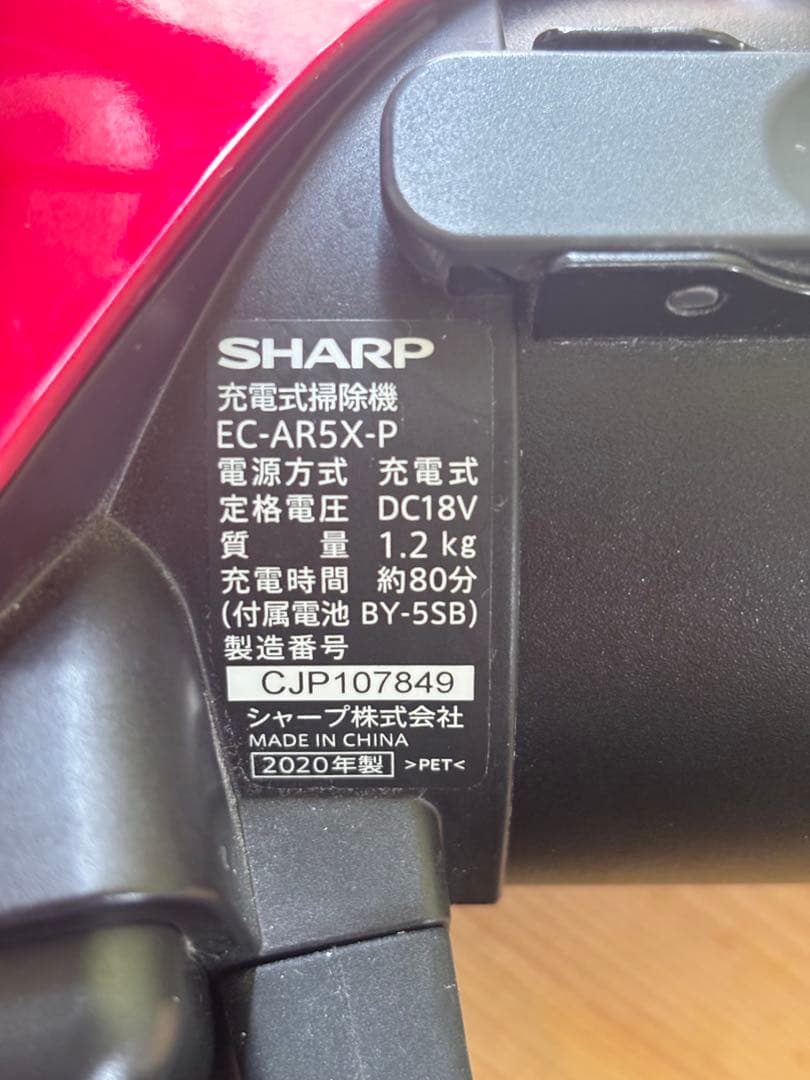 SHARP
充電式掃除機
EC-AR5X-P
電源方式 充電式
定格電圧 DC18V
質 量 1.2 kg
充電時間 約80分
(付属電池 BY-5SB)
製造番号
CJP107849
シャープ株式会社
MADE IN CHINA
2020年製 >PET<